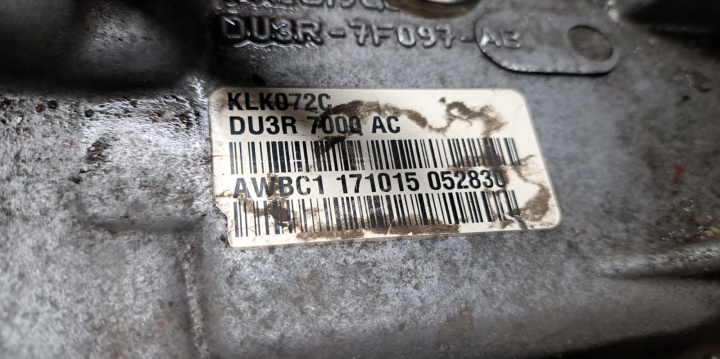 DU3R-7F097-AB
KLK072C
DU3R 7000 AC
AWBC1 171015 052830